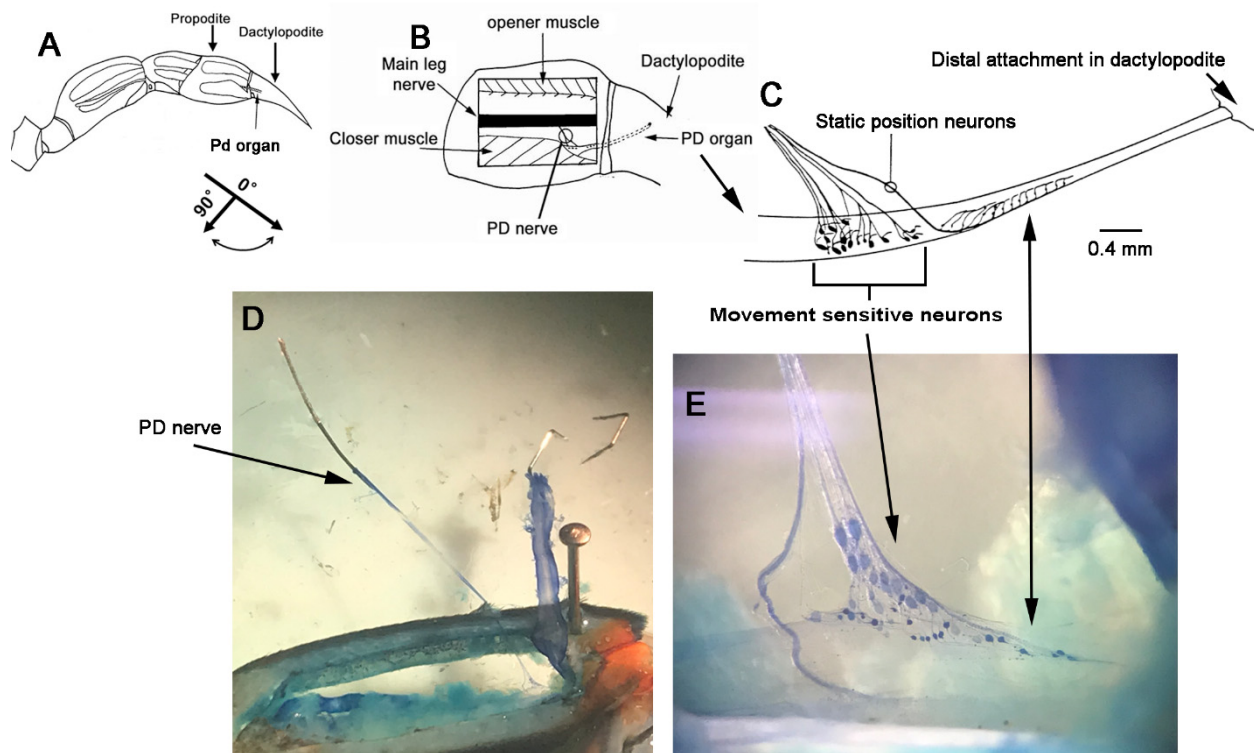 A
Propodite
Dactylopodite
Pd organ
0°
90°
B
opener muscle
Main leg
nerve
Dactylopodite
Closer muscle
PD organ
PD nerve
C
Distal attachment in dactylopodite
Static position neurons
0.4 mm
Movement sensitive neurons
D
PD nerve
E